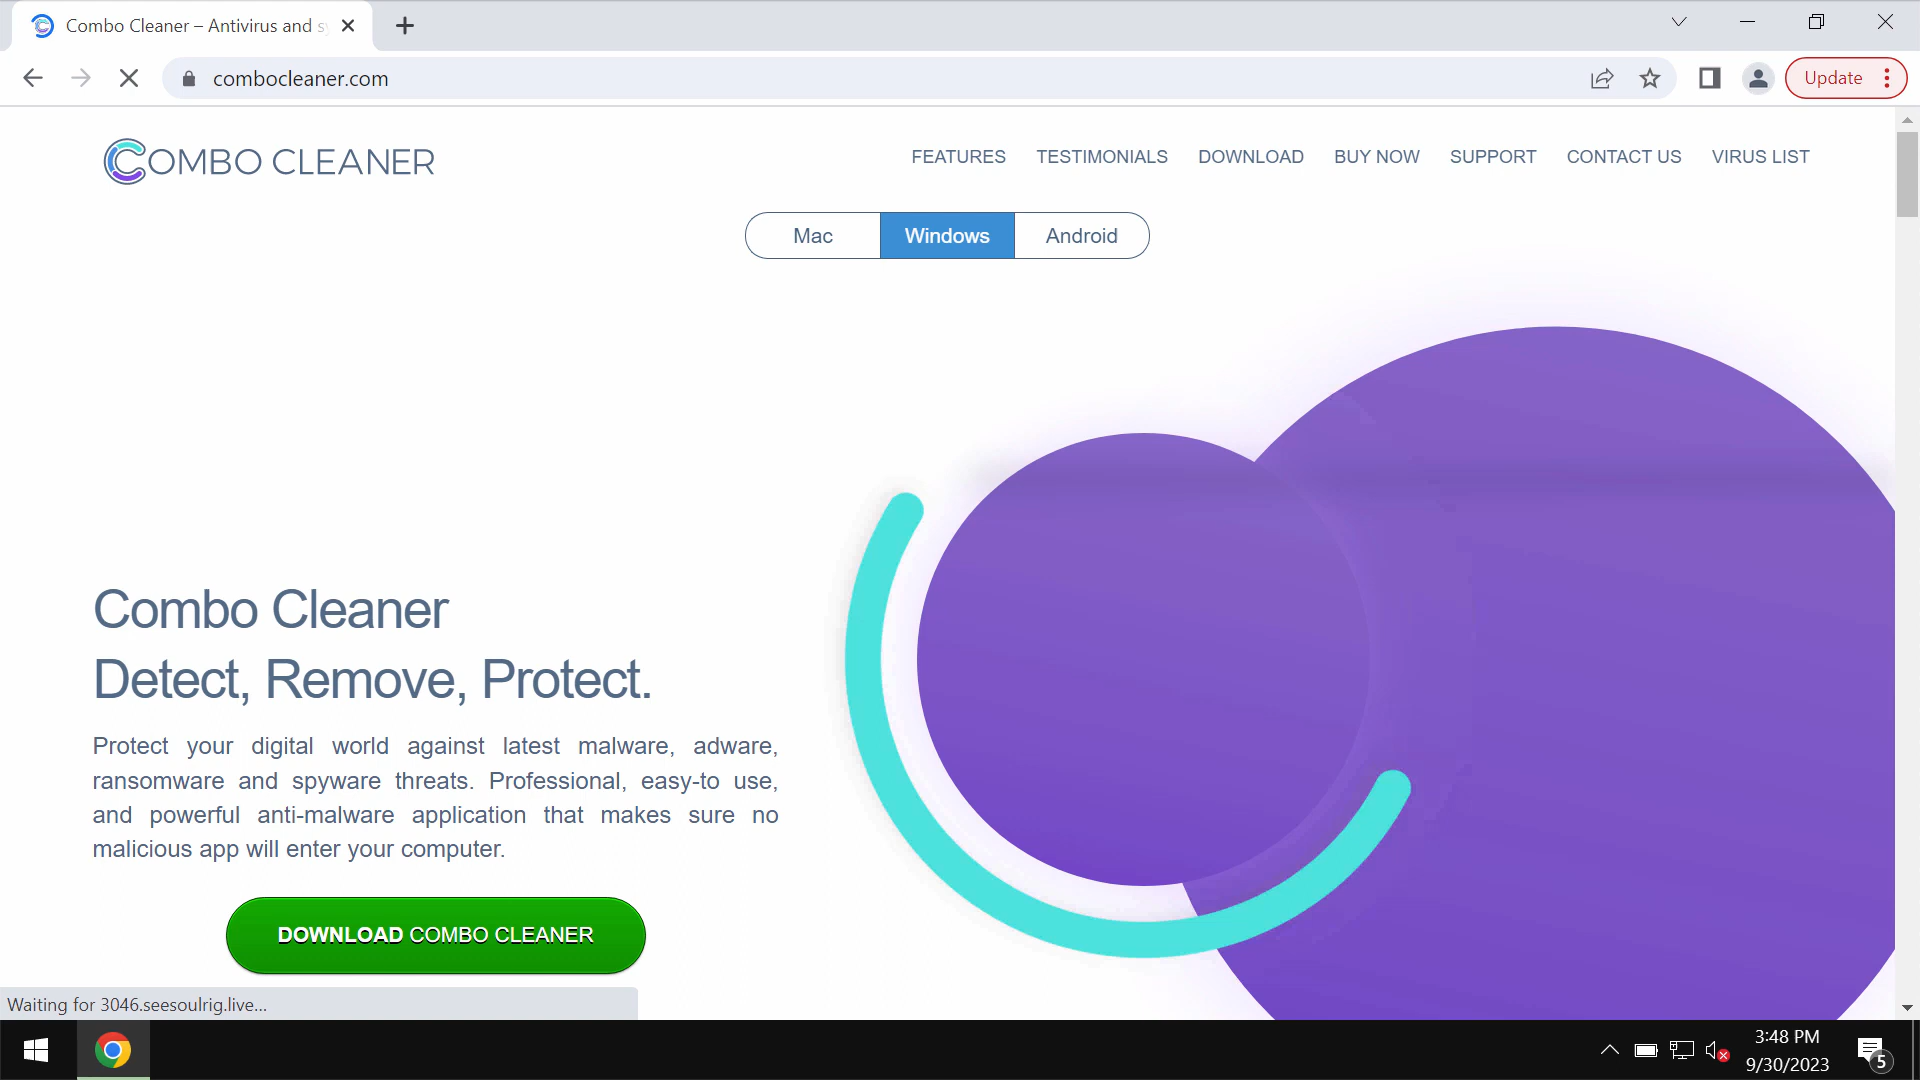 Combo Cleaner – Antivirus and sy
combocleaner.com
Update
COMBO CLEANER
FEATURES TESTIMONIALS DOWNLOAD BUY NOW SUPPORT CONTACT US VIRUS LIST
Mac Windows Android
Combo Cleaner
Detect, Remove, Protect.
Protect your digital world against latest malware, adware,
ransomware and spyware threats. Professional, easy-to use,
and powerful anti-malware application that makes sure no
malicious app will enter your computer.
DOWNLOAD COMBO CLEANER
Waiting for 3046.seesoulrig.live...
3:48 PM
9/30/2023
5